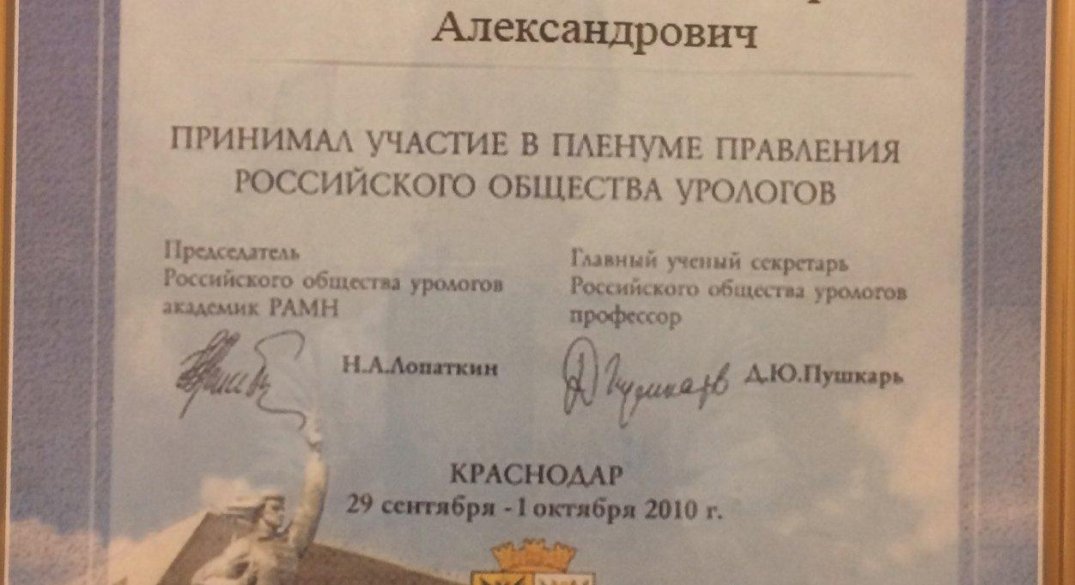 Александрович
ПРИНИМАЛ УЧАСТИЕ В ПЛЕНУМЕ ПРАВЛЕНИЯ
РОССИЙСКОГО ОБЩЕСТВА УРОЛОГОВ
Председатель
Российского общества урологов
академик РАМН
Н.А.Лопаткин
Главный ученый секретарь
Российского общества урологов
профессор
Д.Ю.Пушкарь
КРАСНОДАР
29 сентября - 1 октября 2010 г.